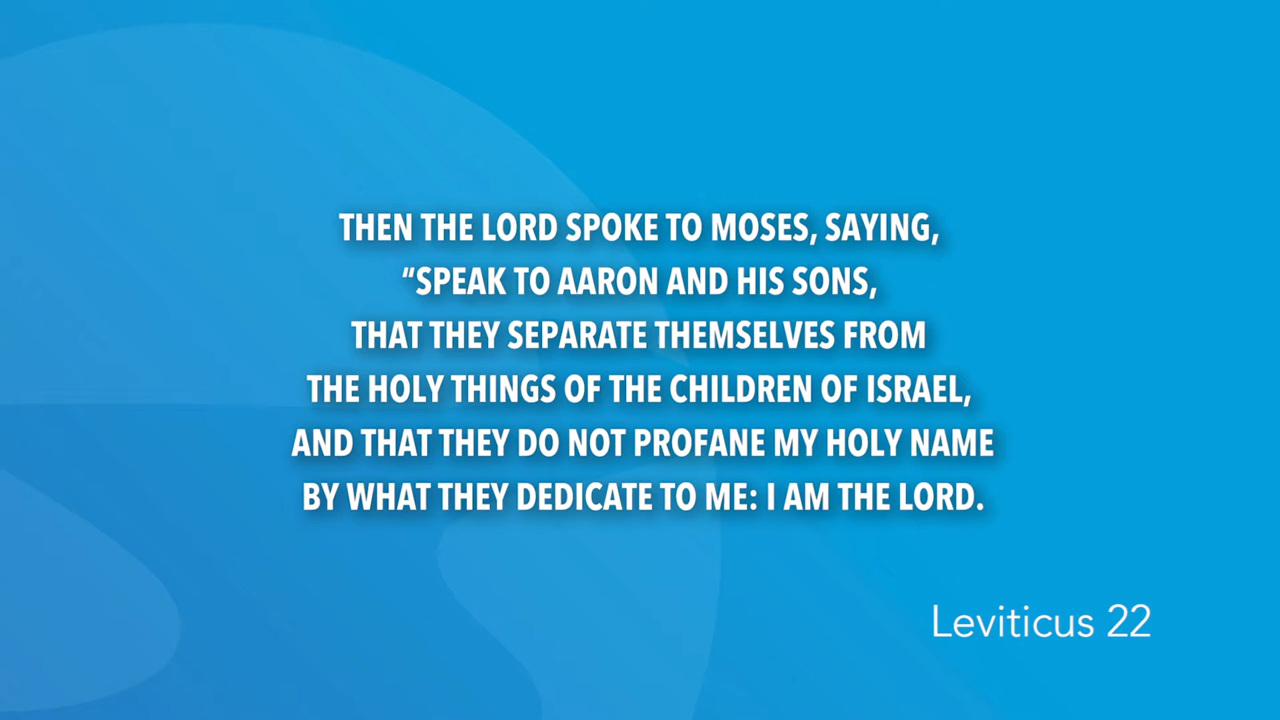 THEN THE LORD SPOKE TO MOSES, SAYING,
“SPEAK TO AARON AND HIS SONS,
THAT THEY SEPARATE THEMSELVES FROM
THE HOLY THINGS OF THE CHILDREN OF ISRAEL,
AND THAT THEY DO NOT PROFANE MY HOLY NAME
BY WHAT THEY DEDICATE TO ME: I AM THE LORD.
Leviticus 22